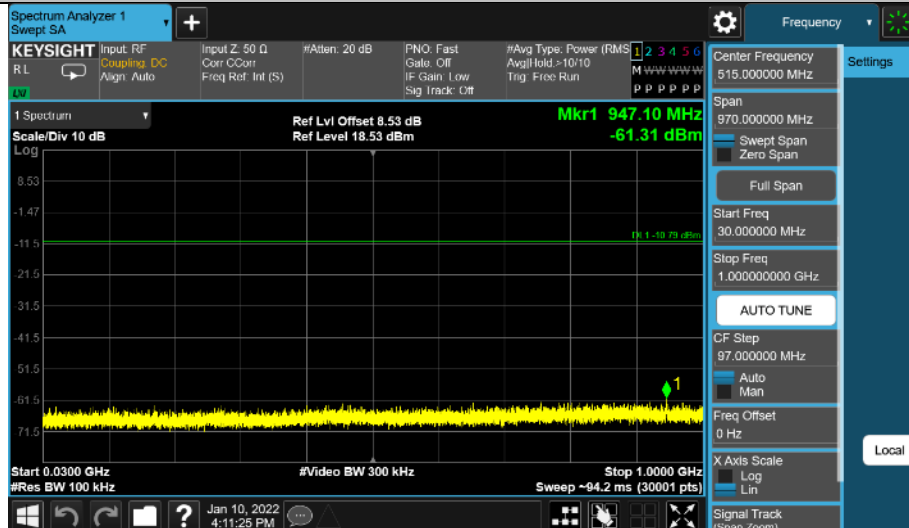 Spectrum Analyzer 1
Swept SA
Frequency
KEYSIGHT
R L
Input: RF
Coupling: DC
Align: Auto
Input Z: 50 Ω
Corr CCorr
Freq Ref: Int (S)
#Atten: 20 dB
PNO: Fast
Gate: Off
IF Gain: Low
Sig Track: Off
#Avg Type: Power (RMS
Avg|Hold:>10/10
Trig: Free Run
1 2 3 4 5 6
M W W W W W
P P P P P P
1 Spectrum
Scale/Div 10 dB
Log
Ref Lvl Offset 8.53 dB
Ref Level 18.53 dBm
Mkr1 947.10 MHz
-61.31 dBm
8.53
-1.47
-11.5
-21.5
-31.5
-41.5
-51.5
-61.5
-71.5
DL1 -10.79 dBm
1
Start 0.0300 GHz
#Res BW 100 kHz
#Video BW 300 kHz
Stop 1.0000 GHz
Sweep ~94.2 ms (30001 pts)
Jan 10, 2022
4:11:25 PM
Center Frequency
515.000000 MHz
Span
970.000000 MHz
Swept Span
Zero Span
Full Span
Start Freq
30.000000 MHz
Stop Freq
1.000000000 GHz
AUTO TUNE
CF Step
97.000000 MHz
Auto
Man
Freq Offset
0 Hz
X Axis Scale
Log
Lin
Signal Track
(Span Zoom)
Settings
Local